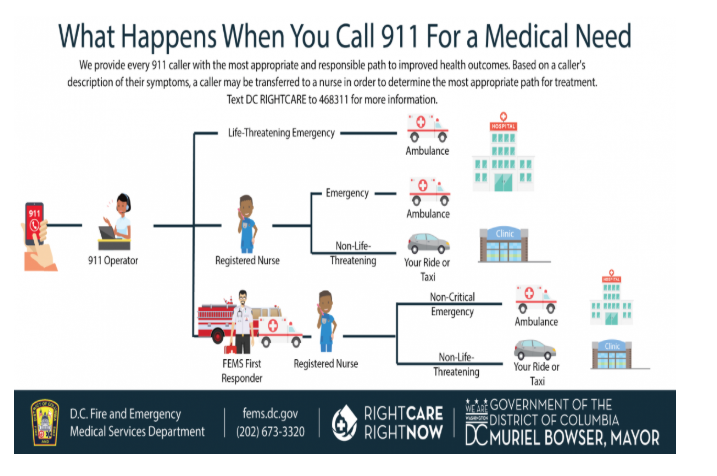 What Happens When You Call 911 For a Medical Need
We provide every 911 caller with the most appropriate and responsible path to improved health outcomes. Based on a caller's
description of their symptoms, a caller may be transferred to a nurse in order to determine the most appropriate path for treatment.
Text DC RIGHTCARE to 468311 for more information.
Life-Threatening Emergency
Ambulance
HOSPITAL
911
911 Operator
Registered Nurse
Emergency
Ambulance
Non-Life-
Threatening
Your Ride or
Taxi
Clinic
FEMS First
Responder
Registered Nurse
Non-Critical
Emergency
Ambulance
HOSPITAL
Non-Life-
Threatening
Your Ride or
Taxi
Clinic
D.C. Fire and Emergency
Medical Services Department
fems.dc.gov
(202) 673-3320
RIGHTCARE
RIGHTNOW
WE ARE
WASHINGTON
DC
GOVERNMENT OF THE
DISTRICT OF COLUMBIA
MURIEL BOWSER, MAYOR